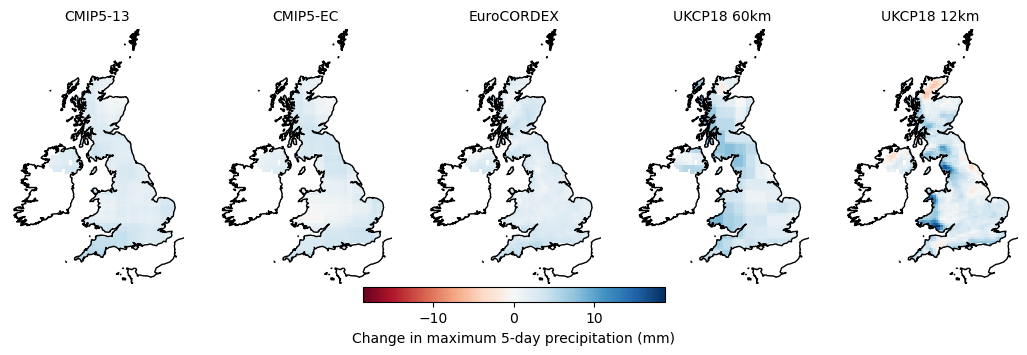 CMIP5-13 CMIP5-EC EuroCORDEX UKCP18 60km UKCP18 12km
−10 0 10
Change in maximum 5-day precipitation (mm)